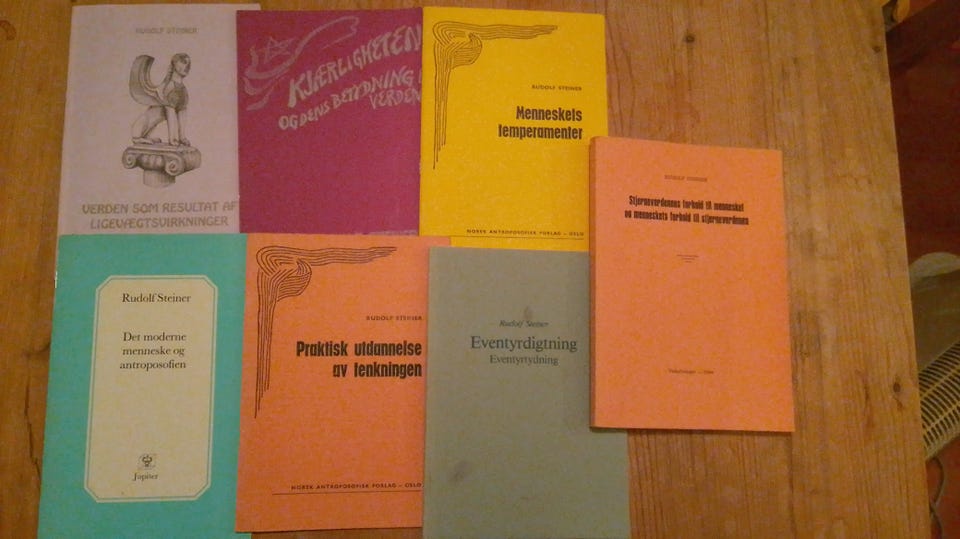 RUDOLF STEINER
VERDEN SOM RESULTAT AF
LIGEVÆGTSVIRKNINGER
KJÆRLIGHETEN
OG DENS BETYDNING I
VERDEN
RUDOLF STEINER
Menneskets
temperamenter
NORSK ANTROPOSOFISK FORLAG - OSLO
RUDOLF STEINER
Stjerneverdenens forhold til mennesket
og menneskets forhold til stjerneverdenen
Rudolf Steiner
Det moderne
menneske og
antroposofien
Jupiter
RUDOLF STEINER
Praktisk utdannelse
av tenkningen
NORSK ANTROPOSOFISK FORLAG - OSLO
Rudolf Steiner
Eventyrdigtning
Eventyrtydning